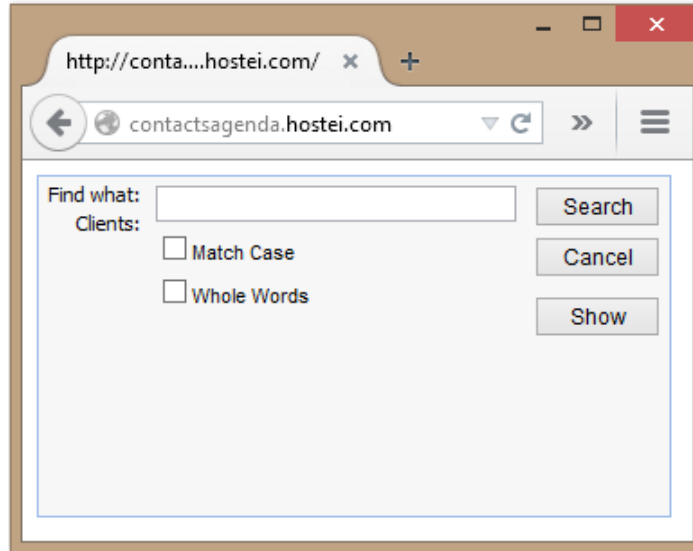 http://conta....hostei.com/
contactsagenda.hostei.com
Find what:
Search
Clients:
Match Case
Cancel
Whole Words
Show